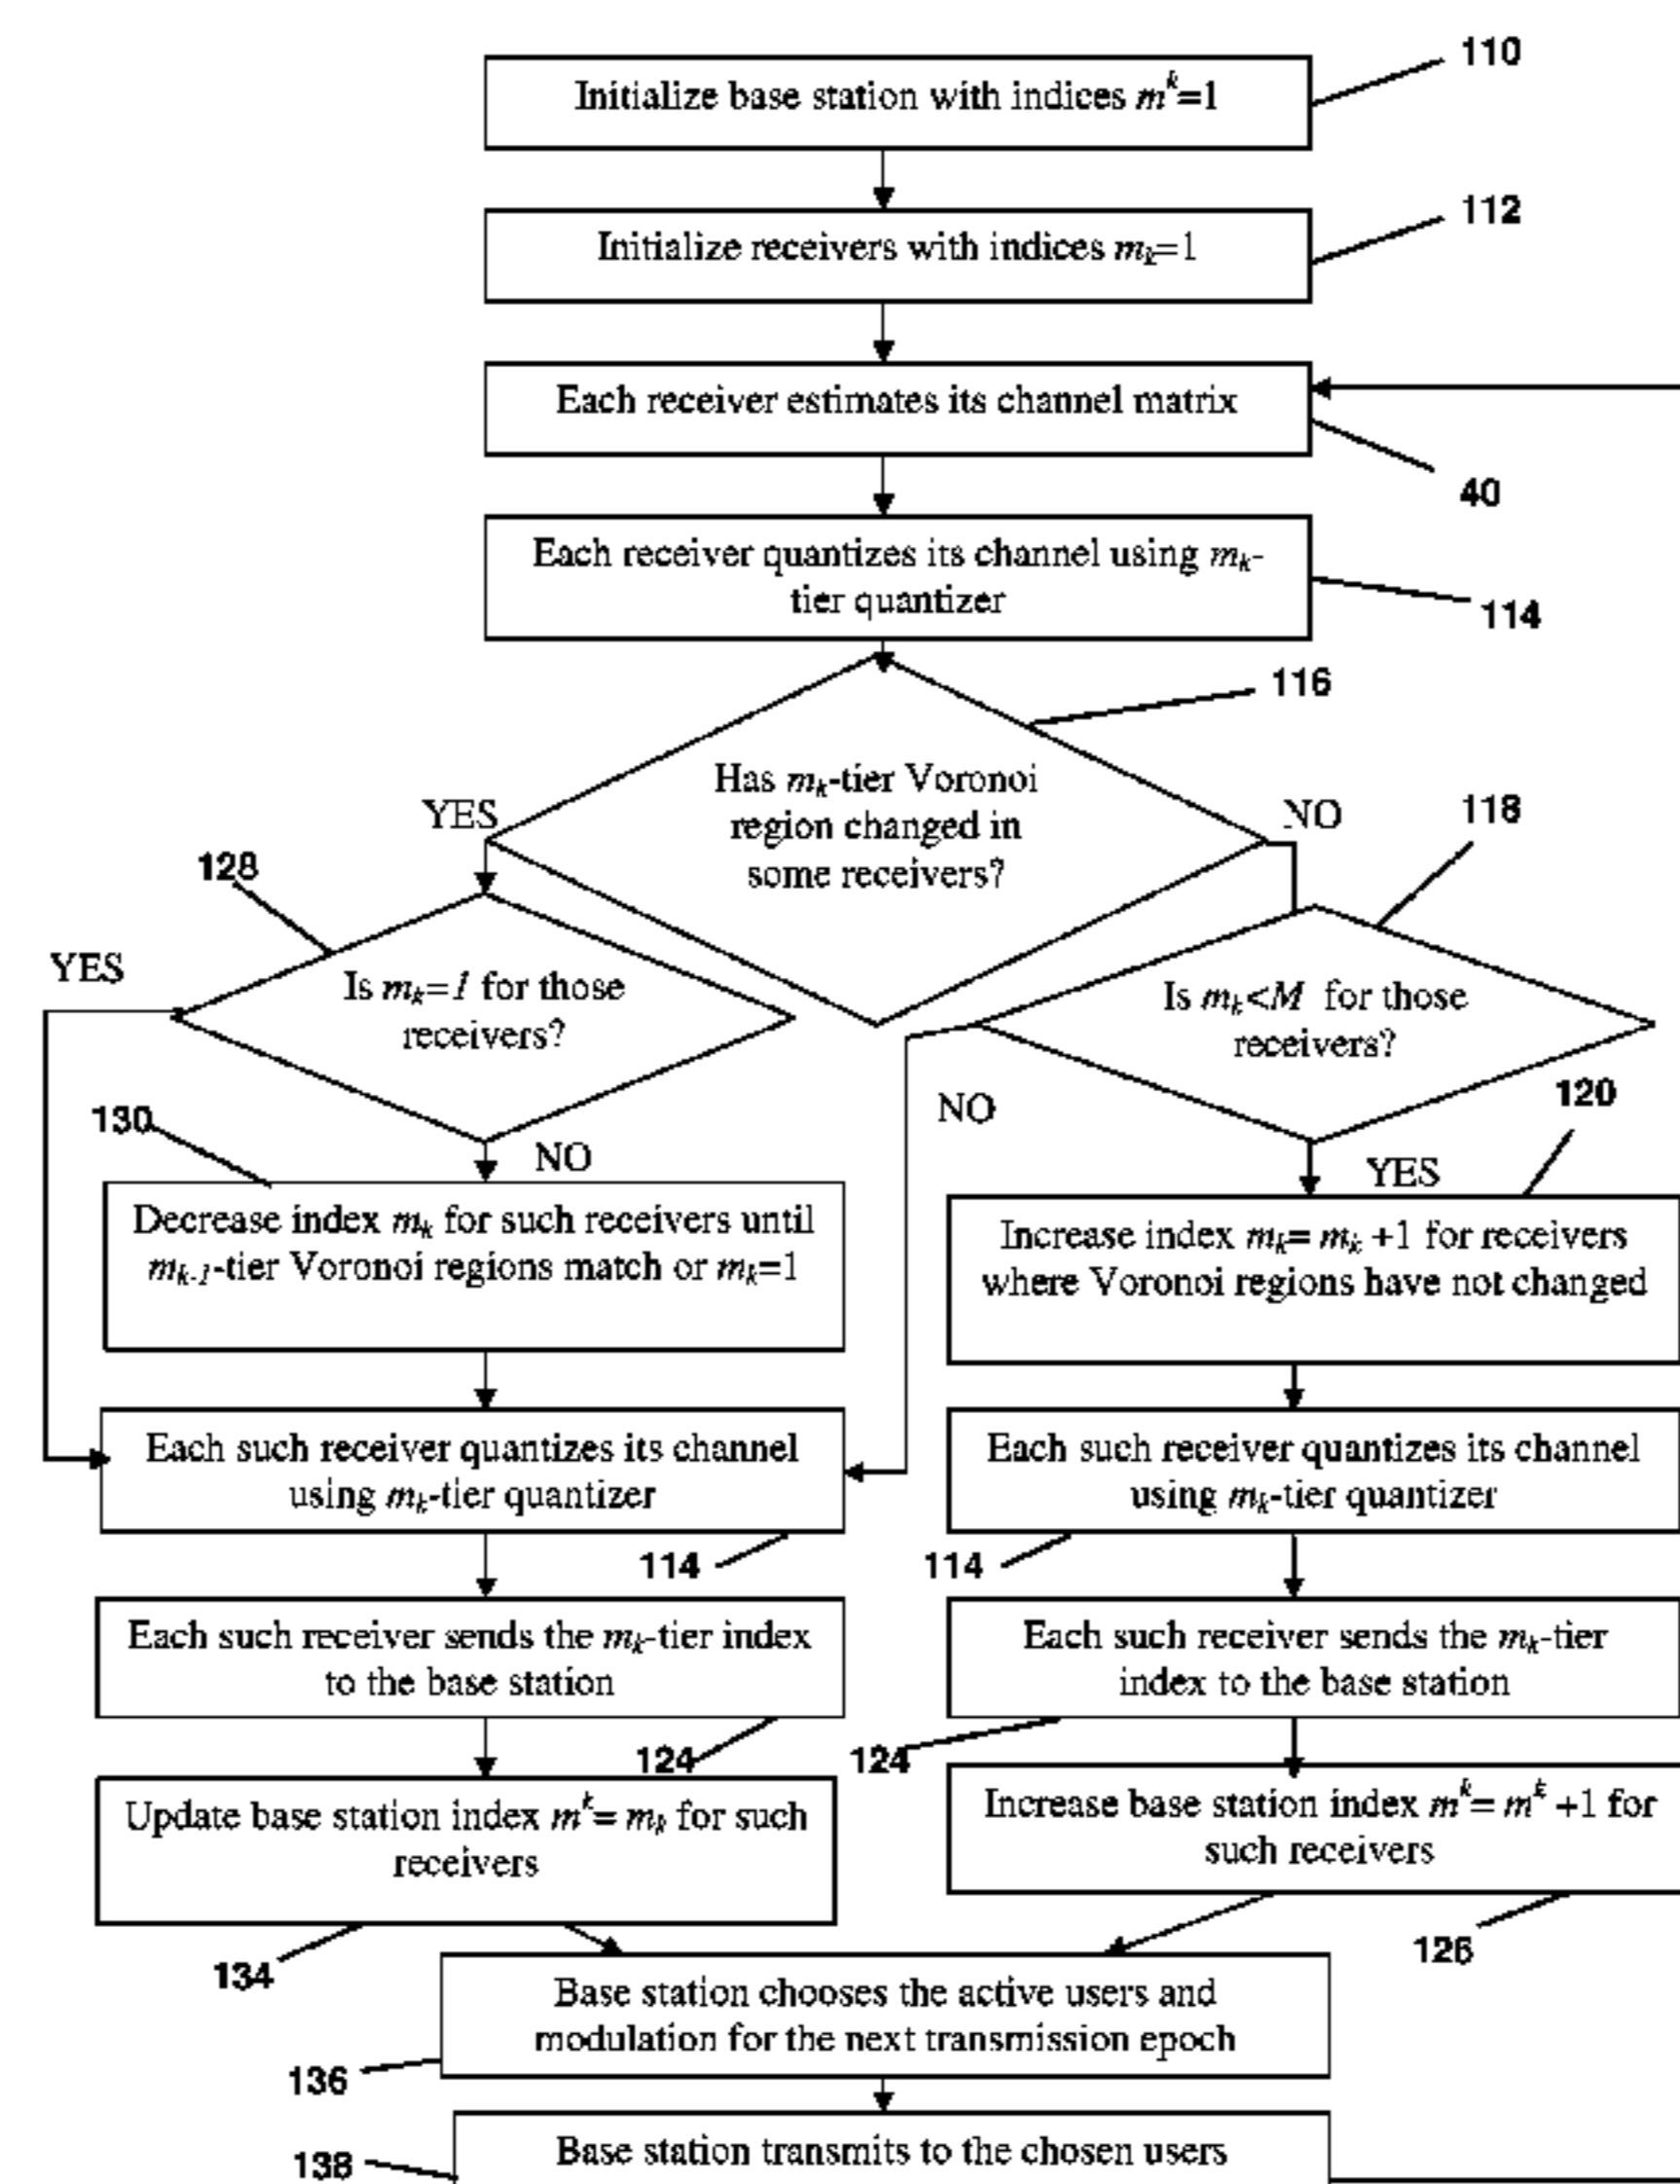 110
Initialize base station with indices m^k=1
112
Initialize receivers with indices m_k=1
Each receiver estimates its channel matrix
40
Each receiver quantizes its channel using m_k-
tier quantizer
114
116
Has m_k-tier Voronoi
region changed in
some receivers?
YES
NO
118
128
YES
Is m_k=1 for those
receivers?
Is m_k<M for those
receivers?
120
130
NO
NO
YES
Decrease index m_k for such receivers until
m_k-1-tier Voronoi regions match or m_k=1
Increase index m_k= m_k +1 for receivers
where Voronoi regions have not changed
Each such receiver quantizes its channel
using m_k-tier quantizer
Each such receiver quantizes its channel
using m_k-tier quantizer
114
114
Each such receiver sends the m_k-tier index
to the base station
Each such receiver sends the m_k-tier
index to the base station
124
124
Update base station index m^k= m_k for such
receivers
Increase base station index m^k= m^k +1 for
such receivers
134
126
Base station chooses the active users and
modulation for the next transmission epoch
136
Base station transmits to the chosen users
138